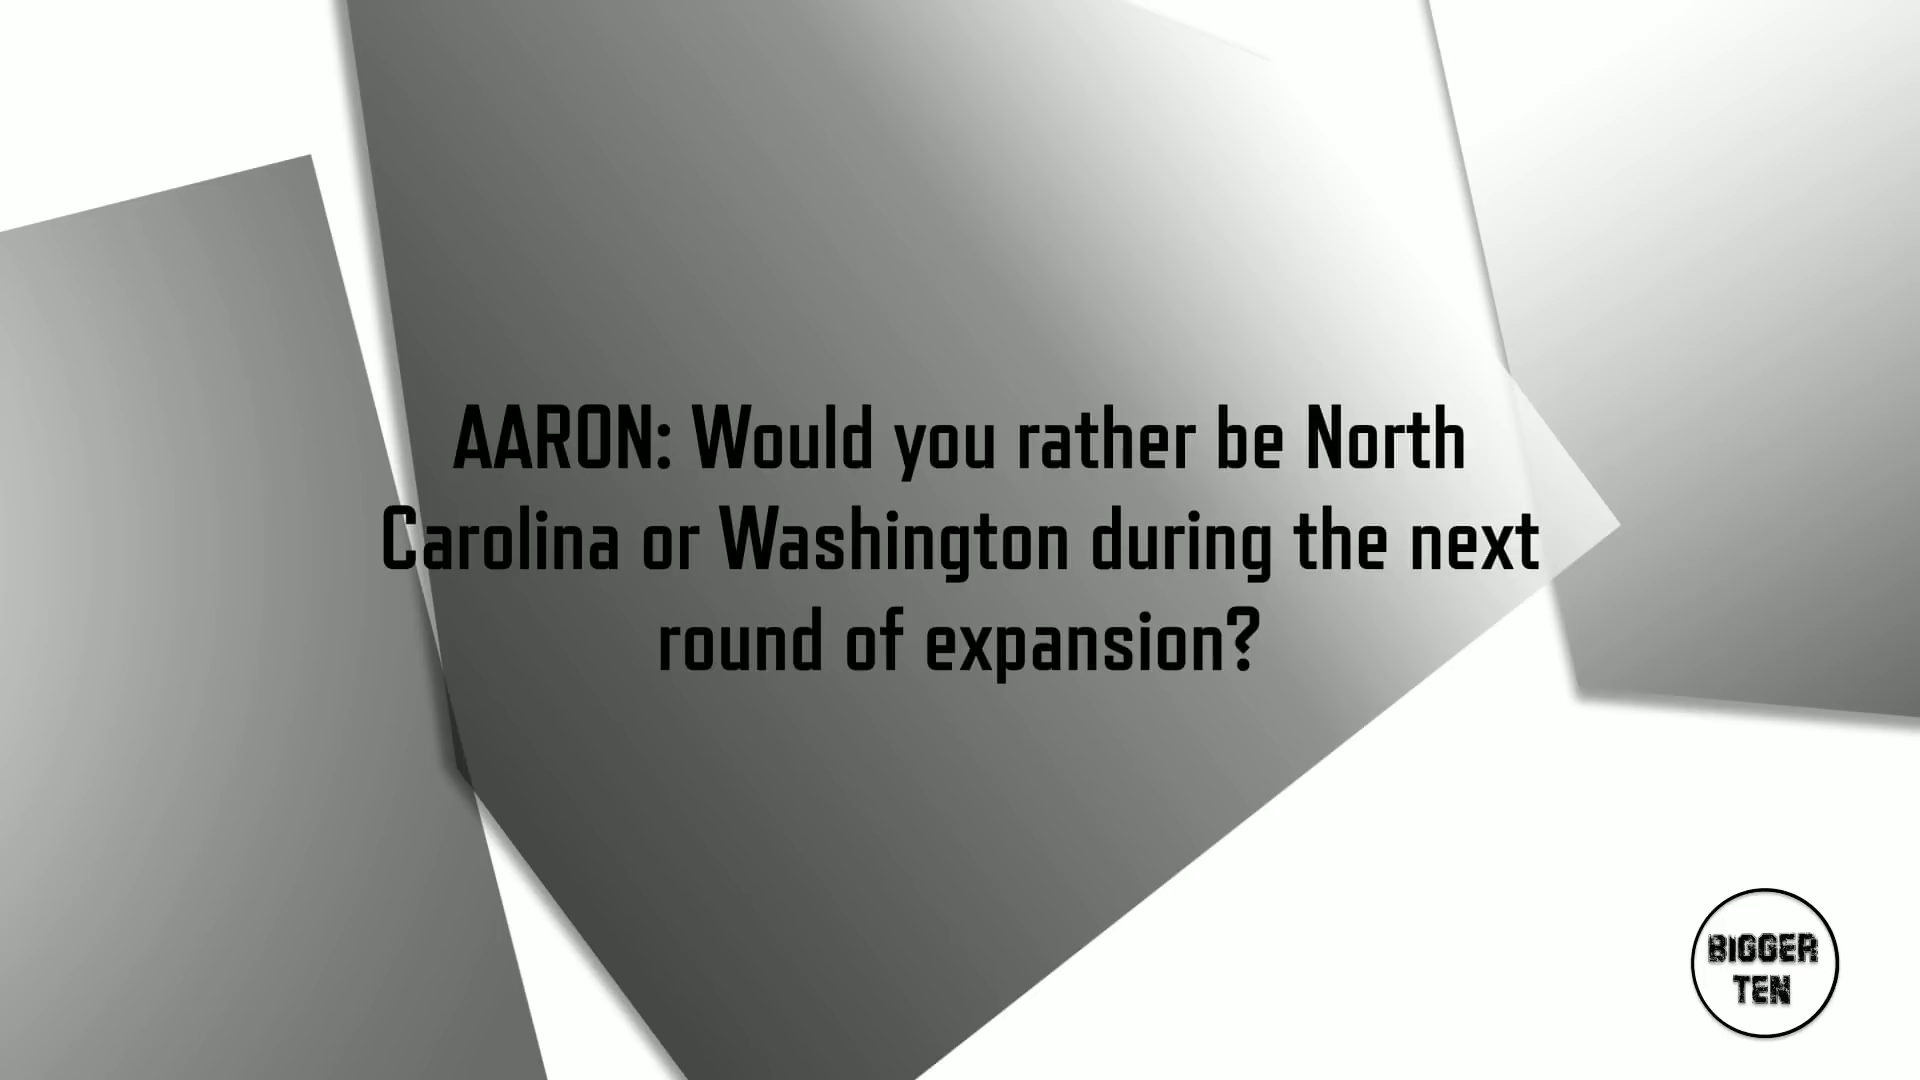 AARON: Would you rather be North
Carolina or Washington during the next
round of expansion?
BIGGER
TEN